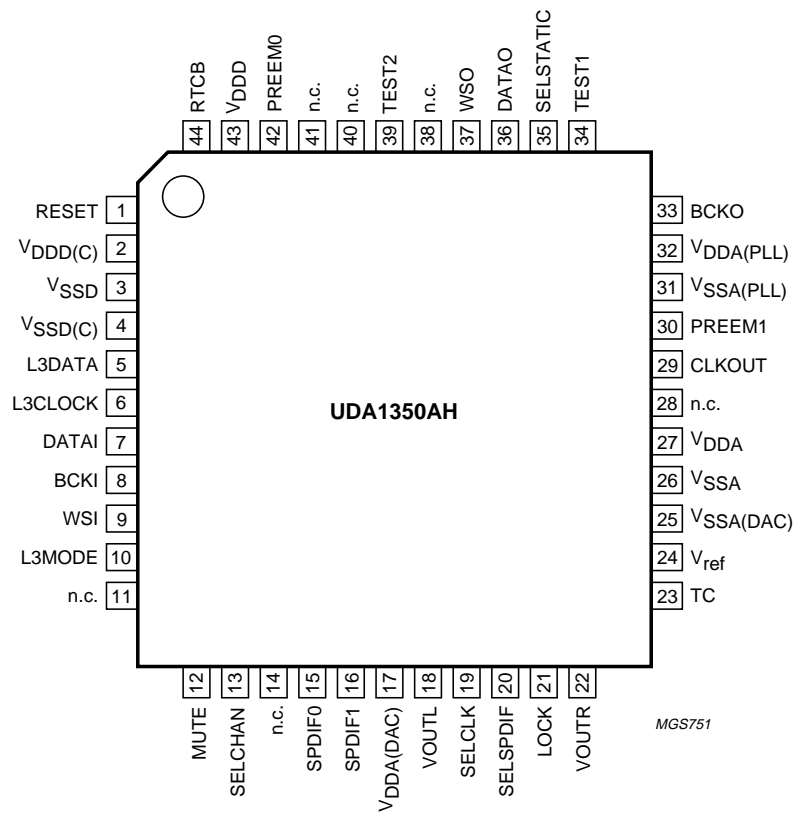 44 RTCB
43 VDDD
42 PREEM0
41 n.c.
40 n.c.
39 TEST2
38 n.c.
37 WSO
36 DATAO
35 SELSTATIC
34 TEST1
RESET 1
VDDD(C) 2
VSSD 3
VSSD(C) 4
L3DATA 5
L3CLOCK 6
DATAI 7
BCKI 8
WSI 9
L3MODE 10
n.c. 11
UDA1350AH
33 BCKO
32 VDDA(PLL)
31 VSSA(PLL)
30 PREEM1
29 CLKOUT
28 n.c.
27 VDDA
26 VSSA
25 VSSA(DAC)
24 Vref
23 TC
MUTE 12
SELCHAN 13
n.c. 14
SPDIF0 15
SPDIF1 16
VDDA(DAC) 17
VOUTL 18
SELCLK 19
SELSPDIF 20
LOCK 21
VOUTR 22
MGS751